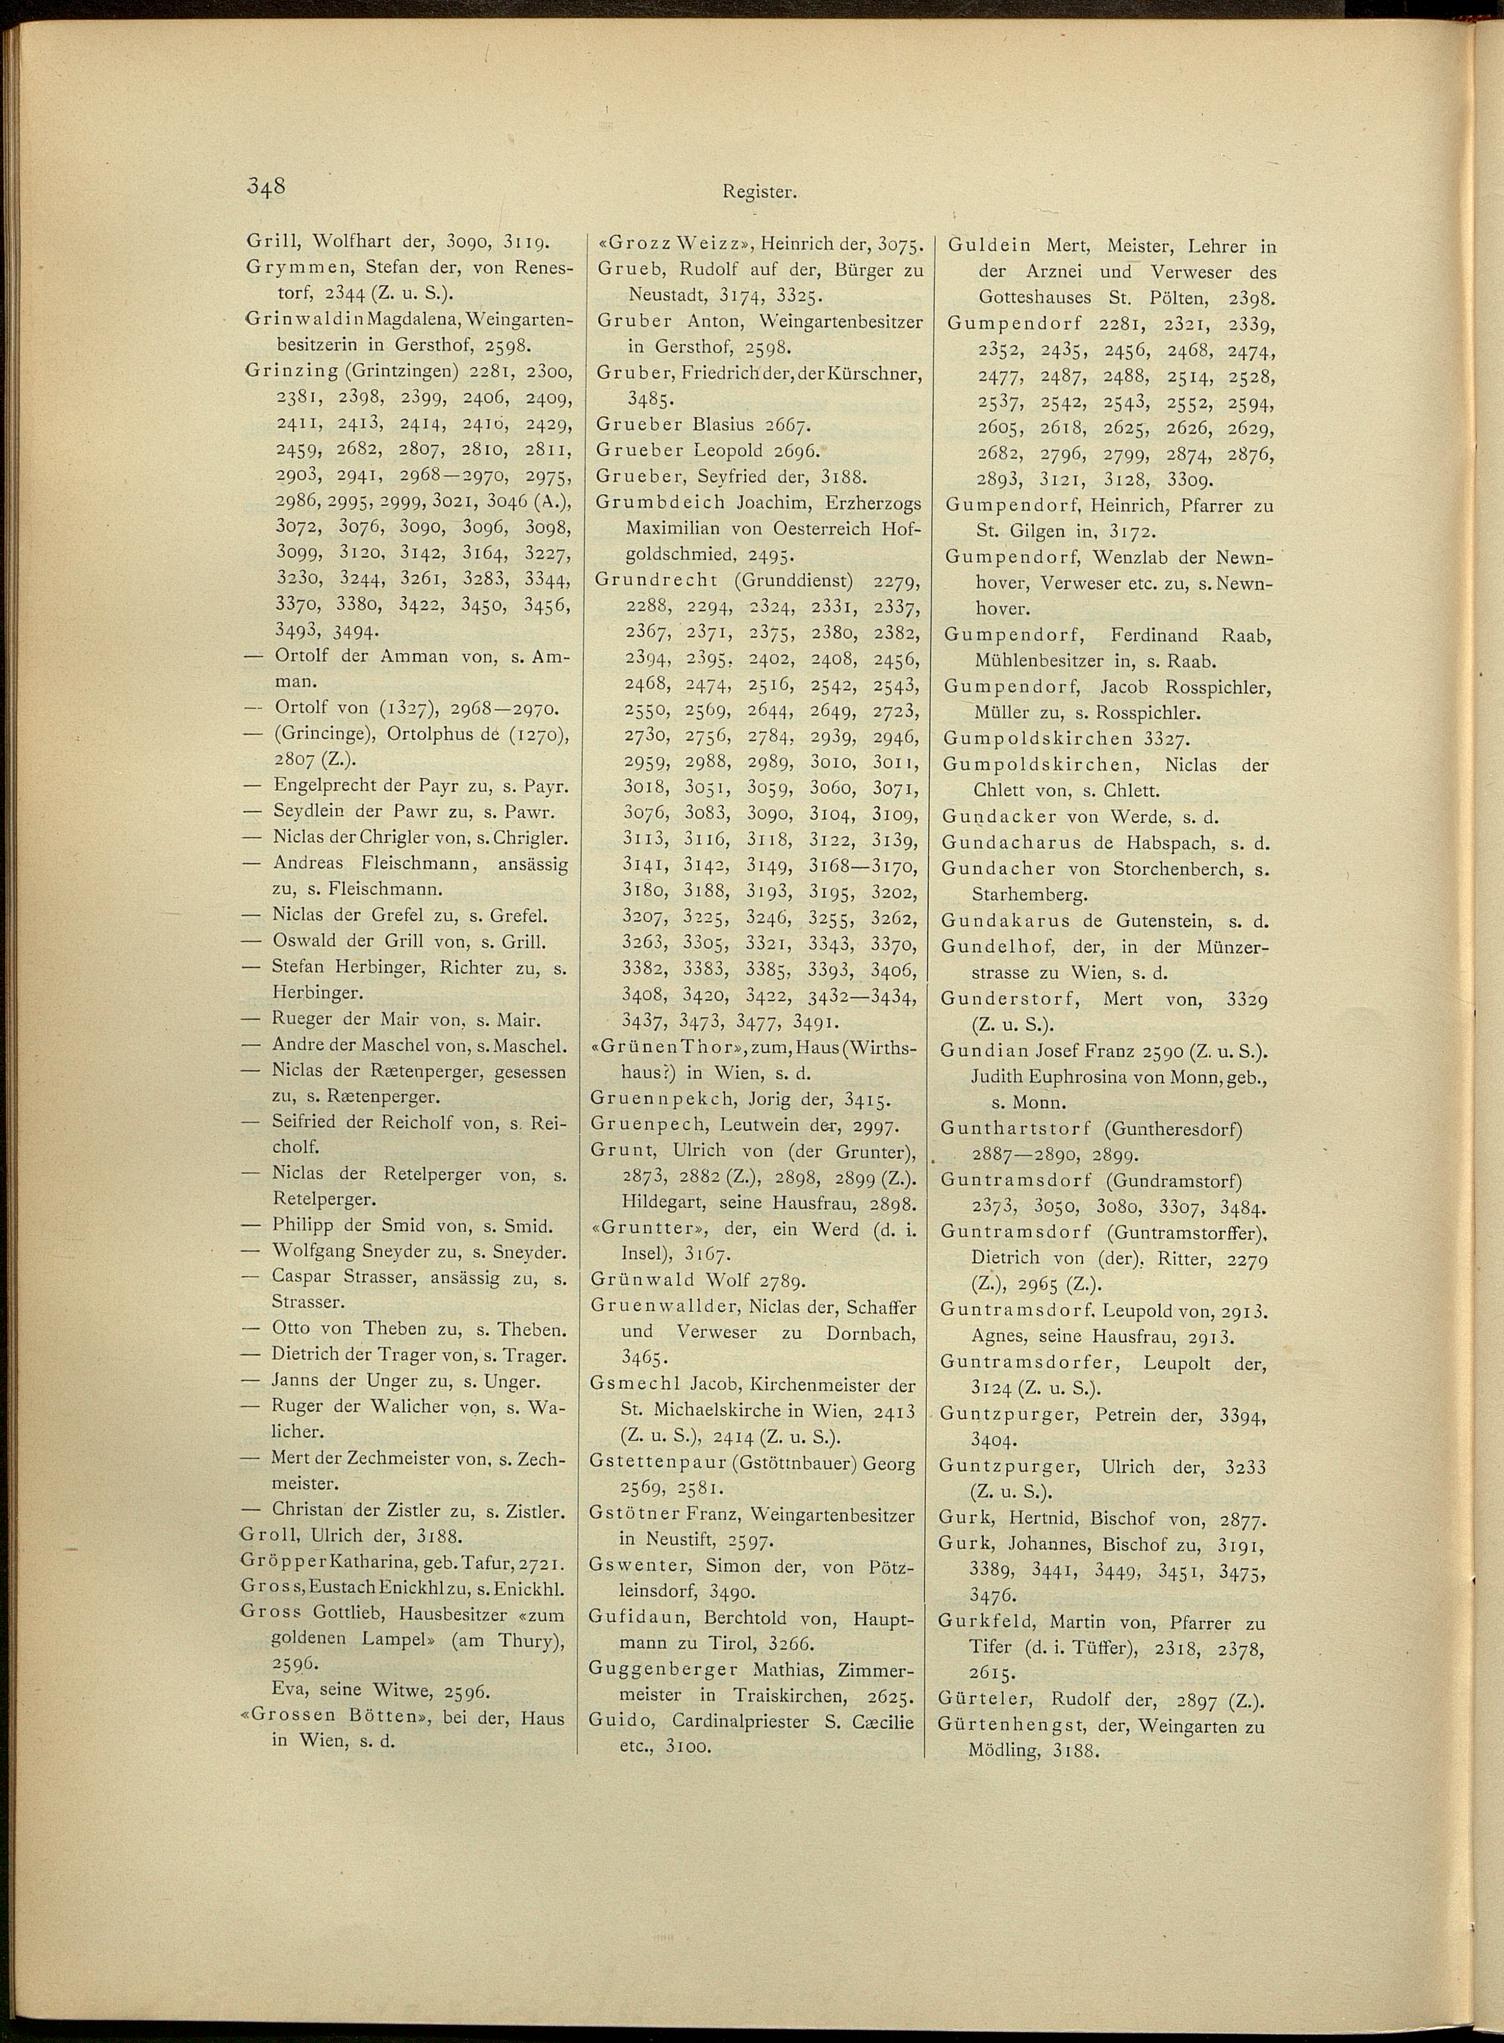 348
Register.
Grill, Wolfhart der, 3090, 3119.
Grymmen, Stefan der, von Renes-
torf, 2344 (Z. u. S.).
Grinwaldin Magdalena, Weingarten-
besitzerin in Gersthof, 2598.
Grinzing (Grintzingen) 2281, 2300,
2381, 2398, 2399, 2406, 2409,
2411, 2413, 2414, 2416, 2429,
2459, 2682, 2807, 2810, 2811,
2903, 2941, 2968—2970, 2975,
2986, 2995, 2999, 3021, 3046 (A.),
3072, 3076, 3090, 3096, 3098,
3099, 3120, 3142, 3164, 3227,
3230, 3244, 3261, 3283, 3344,
3370, 3380, 3422, 3450, 3456,
3493, 3494.
— Ortolf der Amman von, s. Am-
man.
— Ortolf von (1327), 2968—2970.
— (Grincinge), Ortolphus de (1270),
2807 (Z.).
— Engelprecht der Payr zu, s. Payr.
— Seydlein der Pawr zu, s. Pawr.
— Niclas der Chrigler von, s. Chrigler.
— Andreas Fleischmann, ansässig
zu, s. Fleischmann.
— Niclas der Grefel zu, s. Grefel.
— Oswald der Grill von, s. Grill.
— Stefan Herbinger, Richter zu, s.
Herbinger.
— Rueger der Mair von, s. Mair.
— Andre der Maschel von, s. Maschel.
— Niclas der Rætenperger, gesessen
zu, s. Rætenperger.
— Seifried der Reicholf von, s. Rei-
cholf.
— Niclas der Retelperger von, s.
Retelperger.
— Philipp der Smid von, s. Smid.
— Wolfgang Sneyder zu, s. Sneyder.
— Caspar Strasser, ansässig zu, s.
Strasser.
— Otto von Theben zu, s. Theben.
— Dietrich der Trager von, s. Trager.
— Janns der Unger zu, s. Unger.
— Ruger der Walicher von, s. Wa-
licher.
— Mert der Zechmeister von, s. Zech-
meister.
— Christan der Zistler zu, s. Zistler.
Groll, Ulrich der, 3188.
Gröpper Katharina, geb. Tafur, 2721.
Gross, Eustach Enickhl zu, s. Enickhl.
Gross Gottlieb, Hausbesitzer «zum
goldenen Lampel» (am Thury),
2596.
Eva, seine Witwe, 2596.
«Grossen Bötten», bei der, Haus
in Wien, s. d.
«Grozz Weizz», Heinrich der, 3075.
Grueb, Rudolf auf der, Bürger zu
Neustadt, 3174, 3325.
Gruber Anton, Weingartenbesitzer
in Gersthof, 2598.
Gruber, Friedrich der, der Kürschner,
3485.
Grueber Blasius 2667.
Grueber Leopold 2696.
Grueber, Seyfried der, 3188.
Grumbdeich Joachim, Erzherzogs
Maximilian von Oesterreich Hof-
goldschmied, 2495.
Grundrecht (Grunddienst) 2279,
2288, 2294, 2324, 2331, 2337,
2367, 2371, 2375, 2380, 2382,
2394, 2395, 2402, 2408, 2456,
2468, 2474, 2516, 2542, 2543,
2550, 2569, 2644, 2649, 2723,
2730, 2756, 2784, 2939, 2946,
2959, 2988, 2989, 3010, 3011,
3018, 3051, 3059, 3060, 3071,
3076, 3083, 3090, 3104, 3109,
3113, 3116, 3118, 3122, 3139,
3141, 3142, 3149, 3168—3170,
3180, 3188, 3193, 3195, 3202,
3207, 3225, 3246, 3255, 3262,
3263, 3305, 3321, 3343, 3370,
3382, 3383, 3385, 3393, 3406,
3408, 3420, 3422, 3432—3434,
3437, 3473, 3477, 3491.
«Grünen Thor», zum, Haus (Wirths-
haus?) in Wien, s. d.
Gruennpekch, Jorig der, 3415.
Gruenpech, Leutwein der, 2997.
Grunt, Ulrich von (der Grunter),
2873, 2882 (Z.), 2898, 2899 (Z.).
Hildegart, seine Hausfrau, 2898.
«Gruntter», der, ein Werd (d. i.
Insel), 3167.
Grünwald Wolf 2789.
Gruenwallder, Niclas der, Schaffer
und Verweser zu Dornbach,
3465.
Gsmechl Jacob, Kirchenmeister der
St. Michaelskirche in Wien, 2413
(Z. u. S.), 2414 (Z. u. S.).
Gstettenpaur (Gstöttnbauer) Georg
2569, 2581.
Gstötner Franz, Weingartenbesitzer
in Neustift, 2597.
Gswenter, Simon der, von Pötz-
leinsdorf, 3490.
Gufidaun, Berchtold von, Haupt-
mann zu Tirol, 3266.
Guggenberger Mathias, Zimmer-
meister in Traiskirchen, 2625.
Guido, Cardinalpriester S. Cæcilie
etc., 3100.
Guldein Mert, Meister, Lehrer in
der Arznei und Verweser des
Gotteshauses St. Pölten, 2398.
Gumpendorf 2281, 2321, 2339,
2352, 2435, 2456, 2468, 2474,
2477, 2487, 2488, 2514, 2528,
2537, 2542, 2543, 2552, 2594,
2605, 2618, 2625, 2626, 2629,
2682, 2796, 2799, 2874, 2876,
2893, 3121, 3128, 3309.
Gumpendorf, Heinrich, Pfarrer zu
St. Gilgen in, 3172.
Gumpendorf, Wenzlab der Newn-
hover, Verweser etc. zu, s. Newn-
hover.
Gumpendorf, Ferdinand Raab,
Mühlenbesitzer in, s. Raab.
Gumpendorf, Jacob Rosspichler,
Müller zu, s. Rosspichler.
Gumpoldskirchen 3327.
Gumpoldskirchen, Niclas der
Chlett von, s. Chlett.
Gundacker von Werde, s. d.
Gundacharus de Habspach, s. d.
Gundacher von Storchenberch, s.
Starhemberg.
Gundakarus de Gutenstein, s. d.
Gundelhof, der, in der Münzer-
strasse zu Wien, s. d.
Gunderstorf, Mert von, 3329
(Z. u. S.).
Gundian Josef Franz 2590 (Z. u. S.).
Judith Euphrosina von Monn, geb.,
s. Monn.
Gunthartstorf (Guntheresdorf)
2887—2890, 2899.
Guntramsdorf (Gundramstorf)
2373, 3050, 3080, 3307, 3484.
Guntramsdorf (Guntramstorffer),
Dietrich von (der), Ritter, 2279
(Z.), 2965 (Z.).
Guntramsdorf, Leupold von, 2913.
Agnes, seine Hausfrau, 2913.
Guntramsdorfer, Leupolt der,
3124 (Z. u. S.).
Guntzpurger, Petrein der, 3394,
3404.
Guntzpurger, Ulrich der, 3233
(Z. u. S.).
Gurk, Hertnid, Bischof von, 2877.
Gurk, Johannes, Bischof zu, 3191,
3389, 3441, 3449, 3451, 3475,
3476.
Gurkfeld, Martin von, Pfarrer zu
Tifer (d. i. Tüffer), 2318, 2378,
2615.
Gürteler, Rudolf der, 2897 (Z.).
Gürtenhengst, der, Weingarten zu
Mödling, 3188.